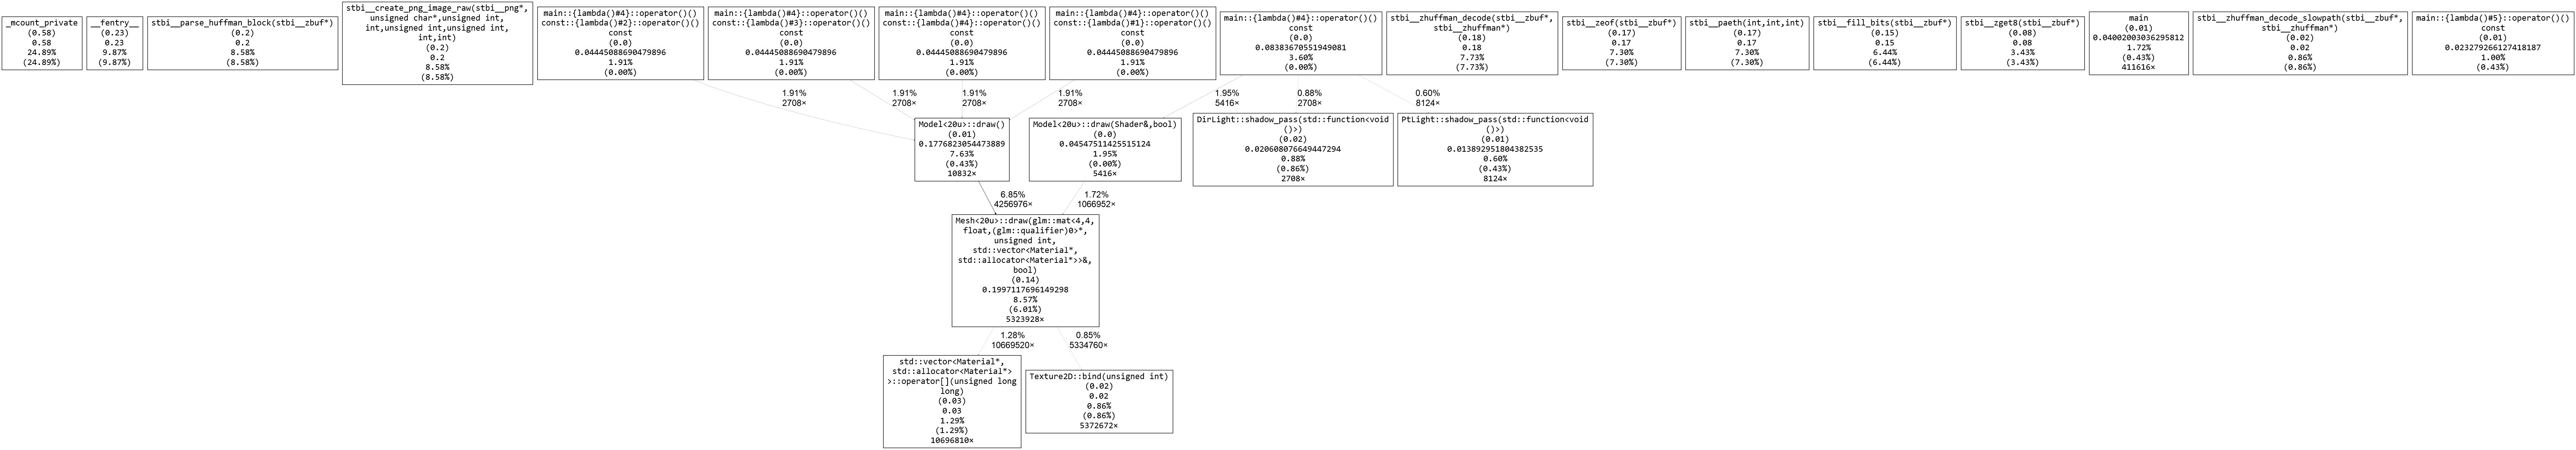 _mcount_private
(0.58)
0.58
24.89%
(24.89%)
__fentry__
(0.23)
0.23
9.87%
(9.87%)
stbi__parse_huffman_block(stbi__zbuf*)
(0.2)
0.2
8.58%
(8.58%)
stbi__create_png_image_raw(stbi__png*,
unsigned char*,unsigned int,
int,unsigned int,unsigned int,
int,int)
(0.2)
0.2
8.58%
(8.58%)
main::{lambda()#4}::operator()()
const::{lambda()#2}::operator()()
const
(0.0)
0.04445088690479896
1.91%
(0.00%)
main::{lambda()#4}::operator()()
const::{lambda()#3}::operator()()
const
(0.0)
0.04445088690479896
1.91%
(0.00%)
main::{lambda()#4}::operator()()
const::{lambda()#4}::operator()()
const
(0.0)
0.04445088690479896
1.91%
(0.00%)
main::{lambda()#4}::operator()()
const::{lambda()#1}::operator()()
const
(0.0)
0.04445088690479896
1.91%
(0.00%)
main::{lambda()#4}::operator()()
const
(0.0)
0.08383670551949081
3.60%
(0.00%)
stbi__zhuffman_decode(stbi__zbuf*,
stbi__zhuffman*)
(0.18)
0.18
7.73%
(7.73%)
stbi__zeof(stbi__zbuf*)
(0.17)
0.17
7.30%
(7.30%)
stbi__paeth(int,int,int)
(0.17)
0.17
7.30%
(7.30%)
stbi__fill_bits(stbi__zbuf*)
(0.15)
0.15
6.44%
(6.44%)
stbi__zget8(stbi__zbuf*)
(0.08)
0.08
3.43%
(3.43%)
main
(0.01)
0.04002003036295812
1.72%
(0.43%)
411616×
stbi__zhuffman_decode_slowpath(stbi__zbuf*,
stbi__zhuffman*)
(0.02)
0.02
0.86%
(0.86%)
main::{lambda()#5}::operator()()
const
(0.01)
0.023279266127418187
1.00%
(0.43%)
1.91%
2708×
1.91%
2708×
1.91%
2708×
1.91%
2708×
1.95%
5416×
0.88%
2708×
0.60%
8124×
Model<20u>::draw()
(0.01)
0.1776823054473889
7.63%
(0.43%)
10832×
Model<20u>::draw(Shader&,bool)
(0.0)
0.04547511425515124
1.95%
(0.00%)
5416×
DirLight::shadow_pass(std::function<void
()>)
(0.02)
0.020608076649447294
0.88%
(0.86%)
2708×
PtLight::shadow_pass(std::function<void
()>)
(0.01)
0.013892951804382535
0.60%
(0.43%)
8124×
6.85%
4256976×
1.72%
1066952×
Mesh<20u>::draw(glm::mat<4,4,
float,(glm::qualifier)0>*,
unsigned int,
std::vector<Material*,
std::allocator<Material*>>&,
bool)
(0.14)
0.1997117696149298
8.57%
(6.01%)
5323928×
1.28%
10669520×
0.85%
5334760×
std::vector<Material*,
std::allocator<Material*>
>::operator[](unsigned long
long)
(0.03)
0.03
1.29%
(1.29%)
10696810×
Texture2D::bind(unsigned int)
(0.02)
0.02
0.86%
(0.86%)
5372672×